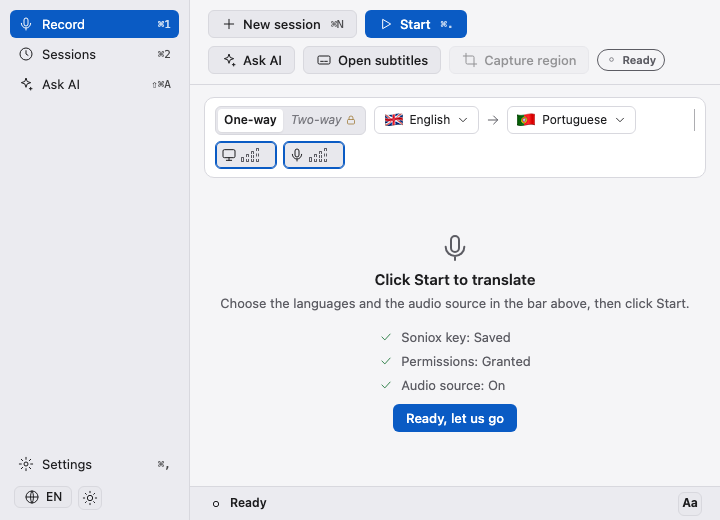 Record ⌘1
Sessions ⌘2
Ask AI ⇧⌘A
Settings ⌘,
EN
New session ⌘N
Start ⌘.
Ask AI
Open subtitles
Capture region
Ready
One-way
Two-way
English
Portuguese
Click Start to translate
Choose the languages and the audio source in the bar above, then click Start.
Soniox key: Saved
Permissions: Granted
Audio source: On
Ready, let us go
Ready
Aa